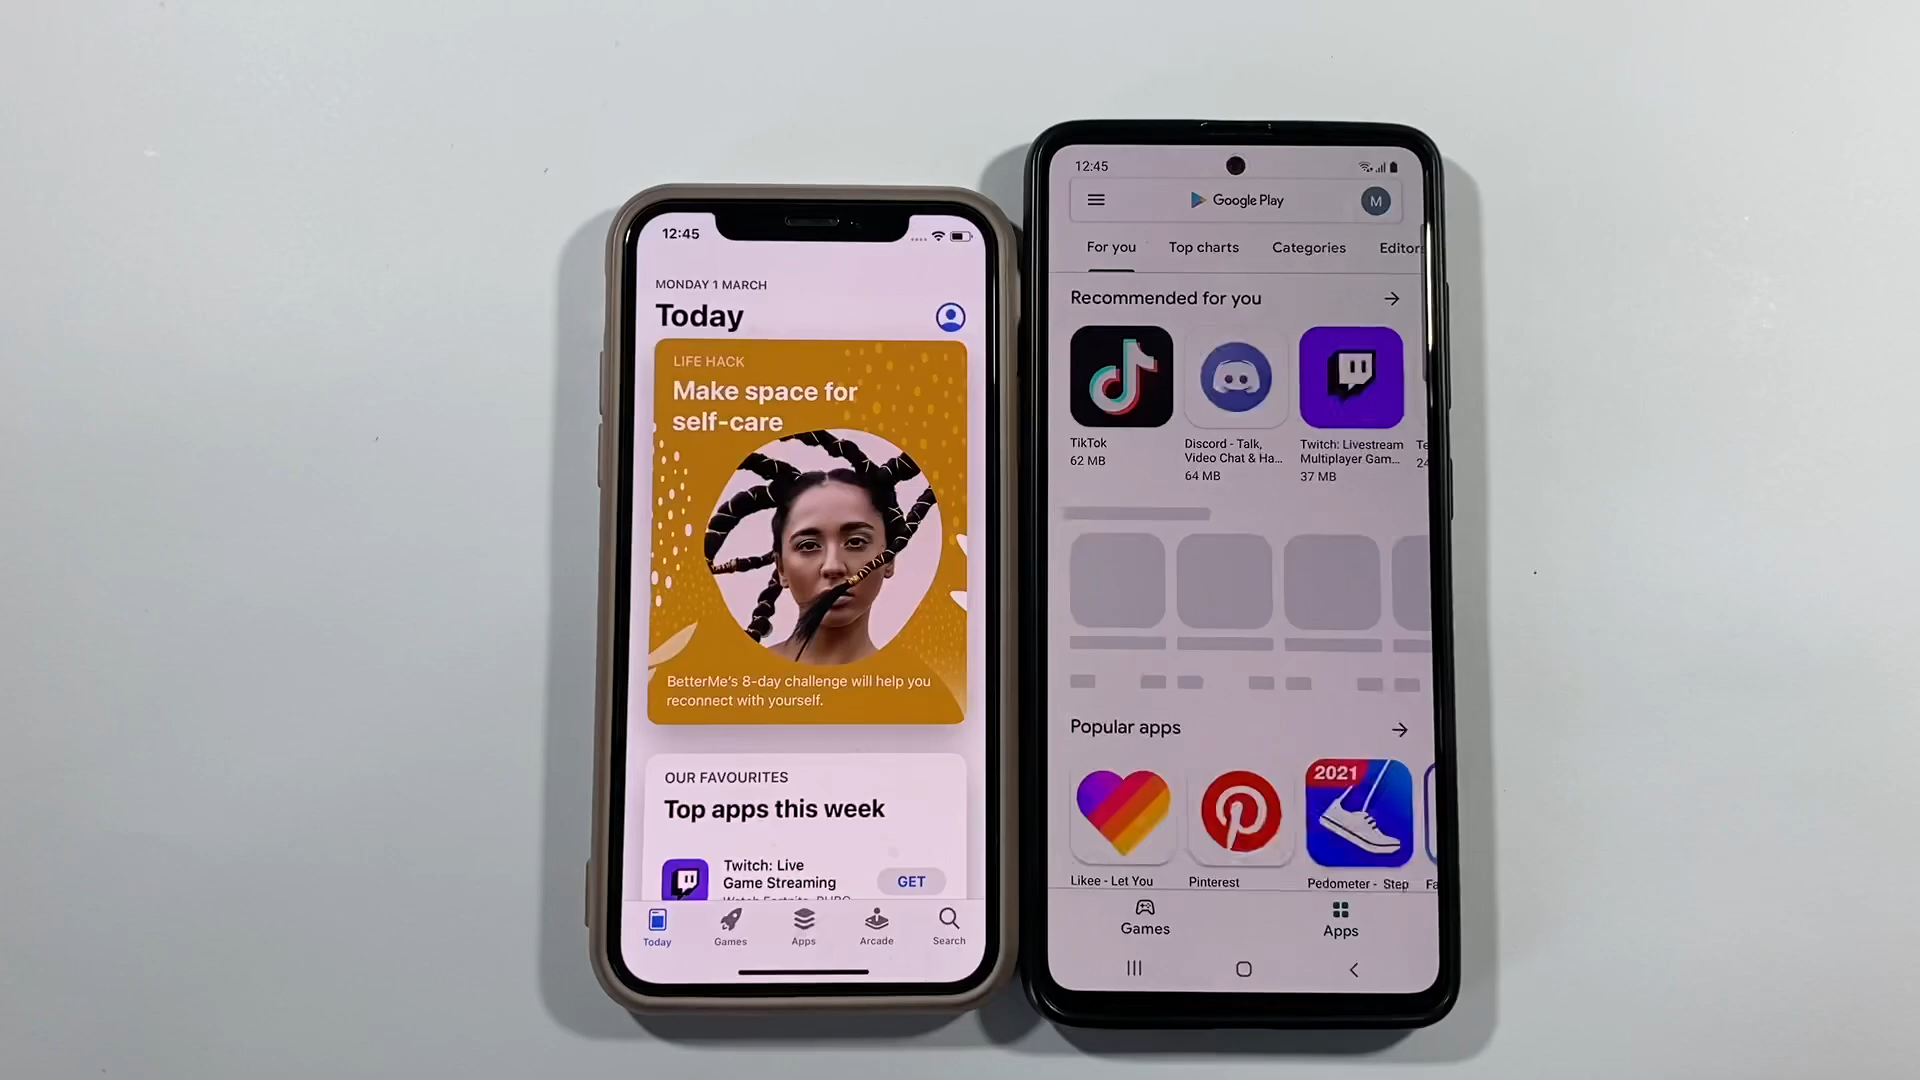 12:45
MONDAY 1 MARCH
Today
LIFE HACK
Make space for
self-care
BetterMe's 8-day challenge will help you
reconnect with yourself.
OUR FAVOURITES
Top apps this week
Twitch: Live
Game Streaming
GET
Today
Games
Apps
Arcade
Search
12:45
Google Play
M
For you
Top charts
Categories
Editors
Recommended for you
TikTok
62 MB
Discord - Talk,
Video Chat & Ha...
64 MB
Twitch: Livestream
Multiplayer Gam...
37 MB
Te
24
Popular apps
2021
Likee - Let You
Pinterest
Pedometer - Step
Fa
Games
Apps